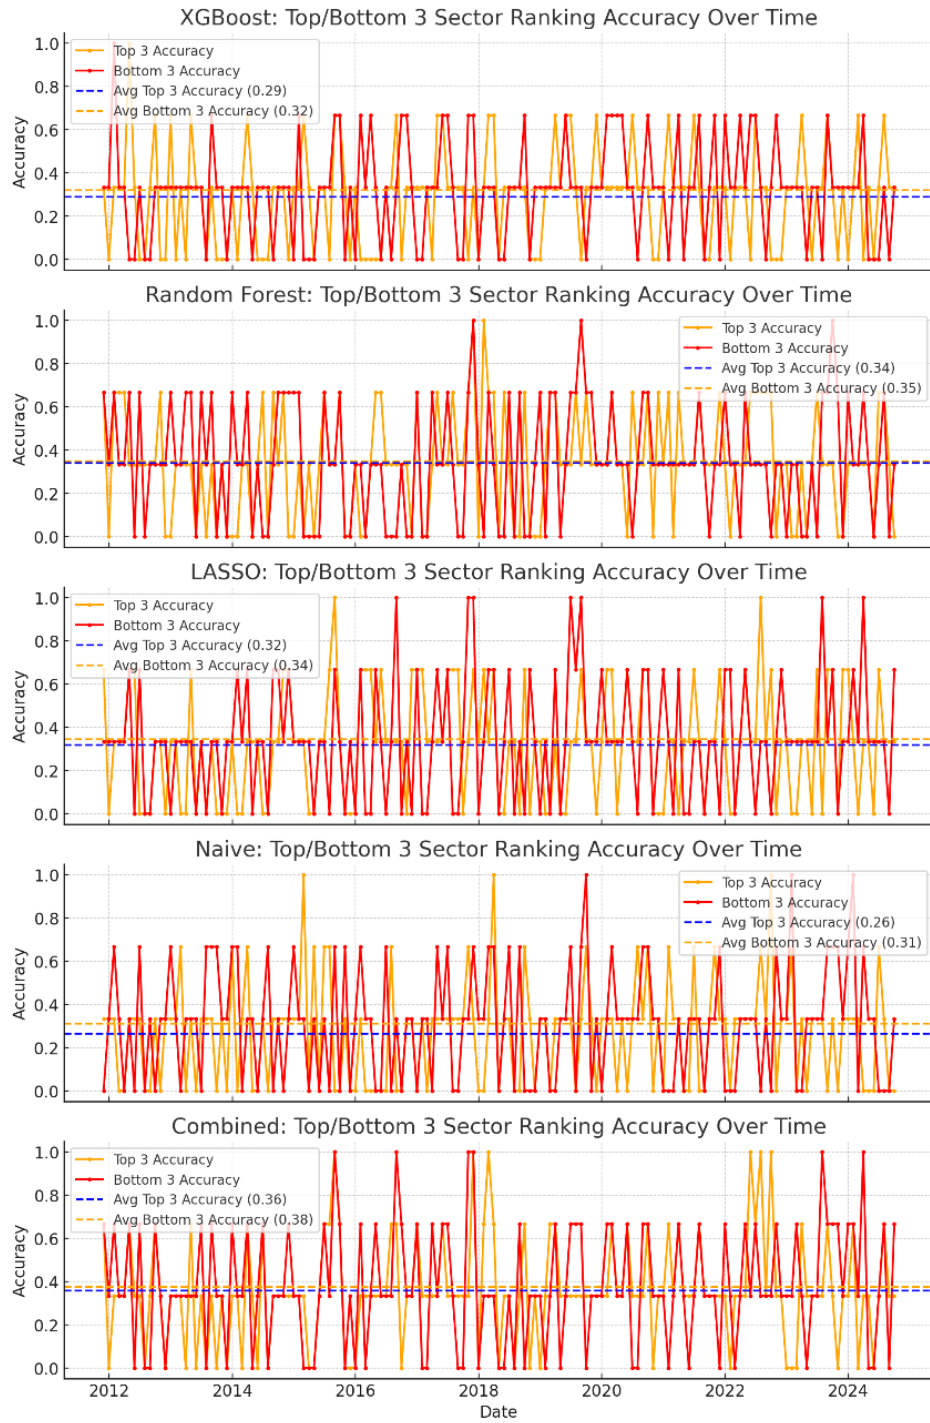 XGBoost: Top/Bottom 3 Sector Ranking Accuracy Over Time
1.0
0.8
0.6
0.4
0.2
0.0
Accuracy
Top 3 Accuracy
Bottom 3 Accuracy
Avg Top 3 Accuracy (0.29)
Avg Bottom 3 Accuracy (0.32)
Random Forest: Top/Bottom 3 Sector Ranking Accuracy Over Time
1.0
0.8
0.6
0.4
0.2
0.0
Accuracy
Top 3 Accuracy
Bottom 3 Accuracy
Avg Top 3 Accuracy (0.34)
Avg Bottom 3 Accuracy (0.35)
LASSO: Top/Bottom 3 Sector Ranking Accuracy Over Time
1.0
0.8
0.6
0.4
0.2
0.0
Accuracy
Top 3 Accuracy
Bottom 3 Accuracy
Avg Top 3 Accuracy (0.32)
Avg Bottom 3 Accuracy (0.34)
Naive: Top/Bottom 3 Sector Ranking Accuracy Over Time
1.0
0.8
0.6
0.4
0.2
0.0
Accuracy
Top 3 Accuracy
Bottom 3 Accuracy
Avg Top 3 Accuracy (0.26)
Avg Bottom 3 Accuracy (0.31)
Combined: Top/Bottom 3 Sector Ranking Accuracy Over Time
1.0
0.8
0.6
0.4
0.2
0.0
Accuracy
Top 3 Accuracy
Bottom 3 Accuracy
Avg Top 3 Accuracy (0.36)
Avg Bottom 3 Accuracy (0.38)
2012 2014 2016 2018 2020 2022 2024
Date